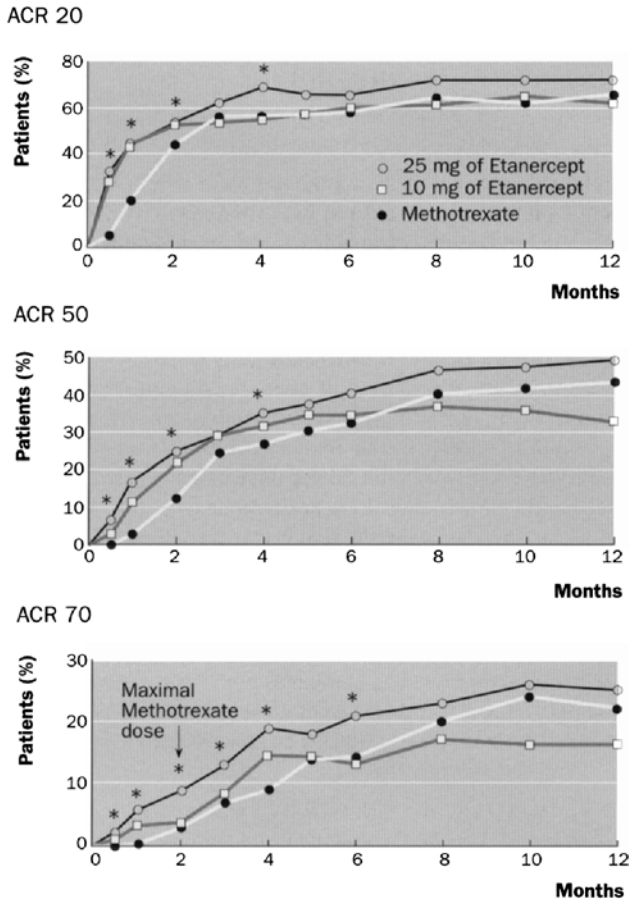 ACR 20
Patients (%)
80
60
40
20
0
* * * *
25 mg of Etanercept
10 mg of Etanercept
Methotrexate
0 2 4 6 8 10 12
Months
ACR 50
Patients (%)
50
40
30
20
10
0
* * * *
0 2 4 6 8 10 12
Months
ACR 70
Patients (%)
30
20
10
0
Maximal
Methotrexate
dose
* * * * * *
0 2 4 6 8 10 12
Months